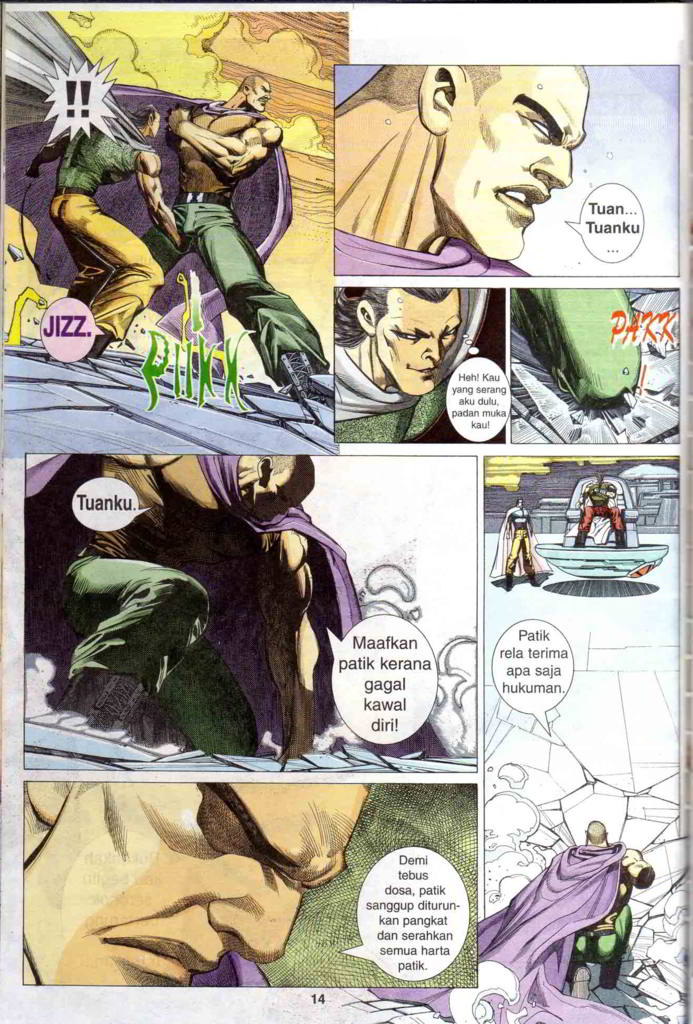 !!
JIZZ.
PUKK
Tuan...
Tuanku
...
Heh! Kau
yang serang
aku dulu,
padan muka
kau!
PAKK
!
Tuanku.
Maafkan
patik kerana
gagal
kawal
diri!
Patik
rela terima
apa saja
hukuman.
Demi
tebus
dosa, patik
sanggup diturun-
kan pangkat
dan serahkan
semua harta
patik.
14